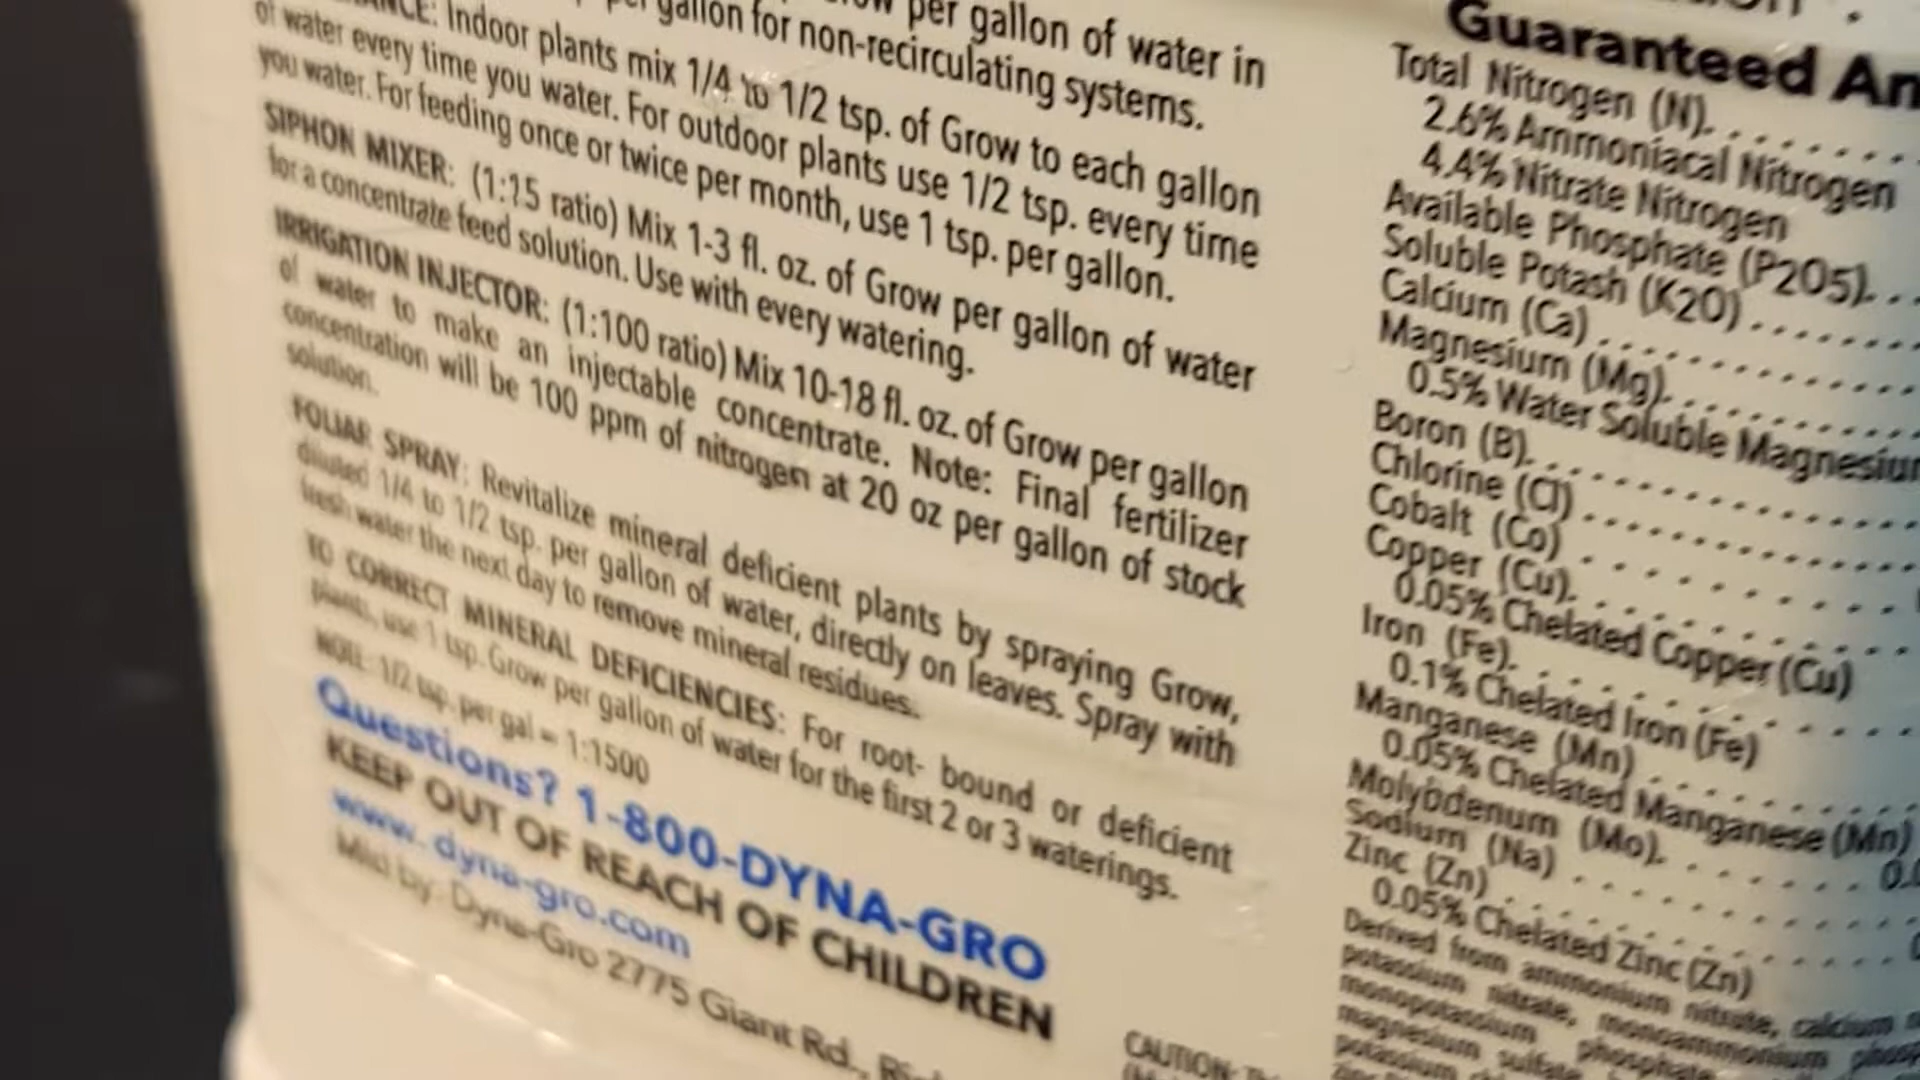 per gallon of water in
per gallon for non-recirculating systems.
Indoor plants mix 1/4 to 1/2 tsp. of Grow to each gallon
of water every time you water. For outdoor plants use 1/2 tsp. every time
you water. For feeding once or twice per month, use 1 tsp. per gallon.
SIPHON MIXER: (1:15 ratio) Mix 1-3 fl. oz. of Grow per gallon of water
for a concentrate feed solution. Use with every watering.
IRRIGATION INJECTOR: (1:100 ratio) Mix 10-18 fl. oz. of Grow per gallon
of water to make an injectable concentrate. Note: Final fertilizer
concentration will be 100 ppm of nitrogen at 20 oz per gallon of stock
solution.
FOLIAR SPRAY: Revitalize mineral deficient plants by spraying Grow,
diluted 1/4 to 1/2 tsp. per gallon of water, directly on leaves. Spray with
fresh water the next day to remove mineral residues.
TO CORRECT MINERAL DEFICIENCIES: For root- bound or deficient
plants, use 1 tsp. Grow per gallon of water for the first 2 or 3 waterings.
NOTE: 1/2 tsp. per gal = 1:1500
Questions? 1-800-DYNA-GRO
KEEP OUT OF REACH OF CHILDREN
www. dyna-gro.com
Mfd by: Dyna-Gro 2775 Giant Rd.,
CAUTION:
Guaranteed An
Total Nitrogen (N). . . . . . . .
2.6% Ammoniacal Nitrogen
4.4% Nitrate Nitrogen
Available Phosphate (P2O5). . .
Soluble Potash (K2O) . . . . . . .
Calcium (Ca) . . . . . . . . . . . . .
Magnesium (Mg). . . . . . . . . .
0.5% Water Soluble Magnesiu
Boron (B). . . . . . . . . . . . . . .
Chlorine (Cl) . . . . . . . . . . . . .
Cobalt (Co) . . . . . . . . .
Copper (Cu). . . . . . . . . . . . .
0.05% Chelated Copper (Cu)
Iron (Fe). . . . . . . . . . . .
0.1% Chelated Iron (Fe)
Manganese (Mn) . . . . . . . . . .
0.05% Chelated Manganese (Mn)
Molybdenum (Mo). . . . . . . . 0.0
Sodium (Na) . . . . . . . . . . .
Zinc (Zn) . . . . . . . . . . . . .
0.05% Chelated Zinc (Zn)
Derived from ammonium nitrate, calcium
potassium nitrate, monoammonium
monopotassium
magnesium sulfate,
potassium